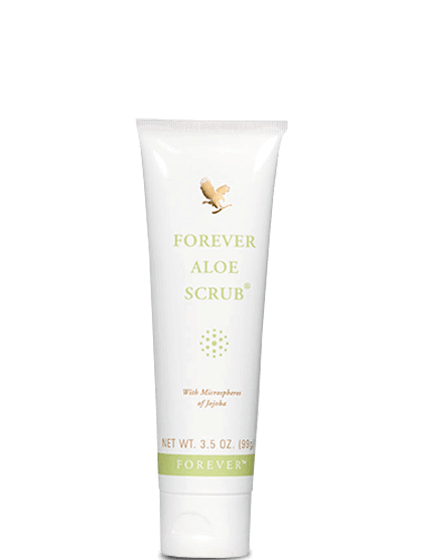 FOREVER
ALOE
SCRUB®
With Microspheres
of Jojoba
NET WT. 3.5 OZ. (99g)
FOREVER™